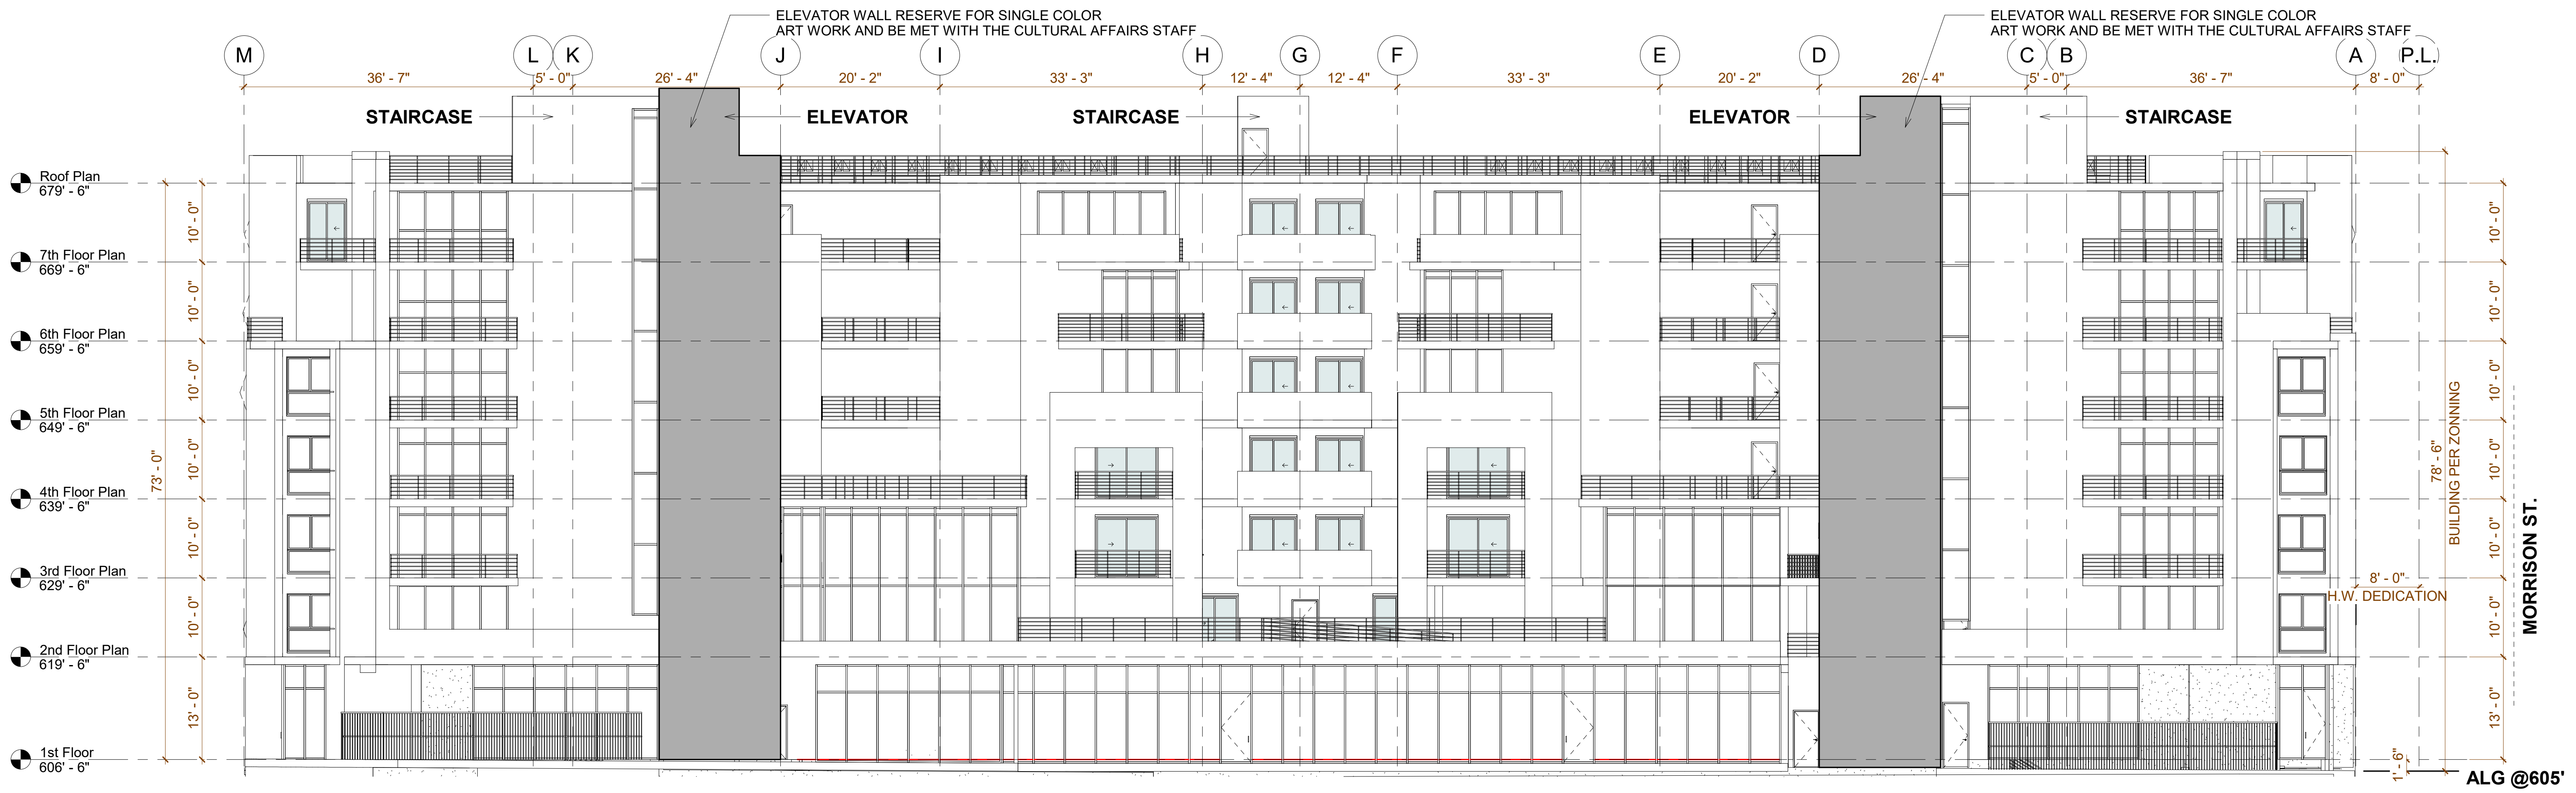 ELEVATOR WALL RESERVE FOR SINGLE COLOR
ART WORK AND BE MET WITH THE CULTURAL AFFAIRS STAFF
ELEVATOR WALL RESERVE FOR SINGLE COLOR
ART WORK AND BE MET WITH THE CULTURAL AFFAIRS STAFF
M L K J I H G F E D C B A P.L.
36' - 7" 5' - 0" 26' - 4" 20' - 2" 33' - 3" 12' - 4" 12' - 4" 33' - 3" 20' - 2" 26' - 4" 5' - 0" 36' - 7" 8' - 0"
STAIRCASE ELEVATOR STAIRCASE ELEVATOR STAIRCASE
Roof Plan
679' - 6"
10' - 0" 10' - 0"
7th Floor Plan
669' - 6"
10' - 0" 10' - 0"
6th Floor Plan
659' - 6"
10' - 0" 10' - 0"
5th Floor Plan
649' - 6"
73' - 0" 10' - 0" 10' - 0" 78' - 6" BUILDING PER ZONNING
4th Floor Plan
639' - 6"
10' - 0" 10' - 0"
MORRISON ST.
3rd Floor Plan
629' - 6"
8' - 0"
H.W. DEDICATION
10' - 0" 10' - 0"
2nd Floor Plan
619' - 6"
13' - 0" 13' - 0"
1st Floor
606' - 6"
1' - 6"
ALG @605'